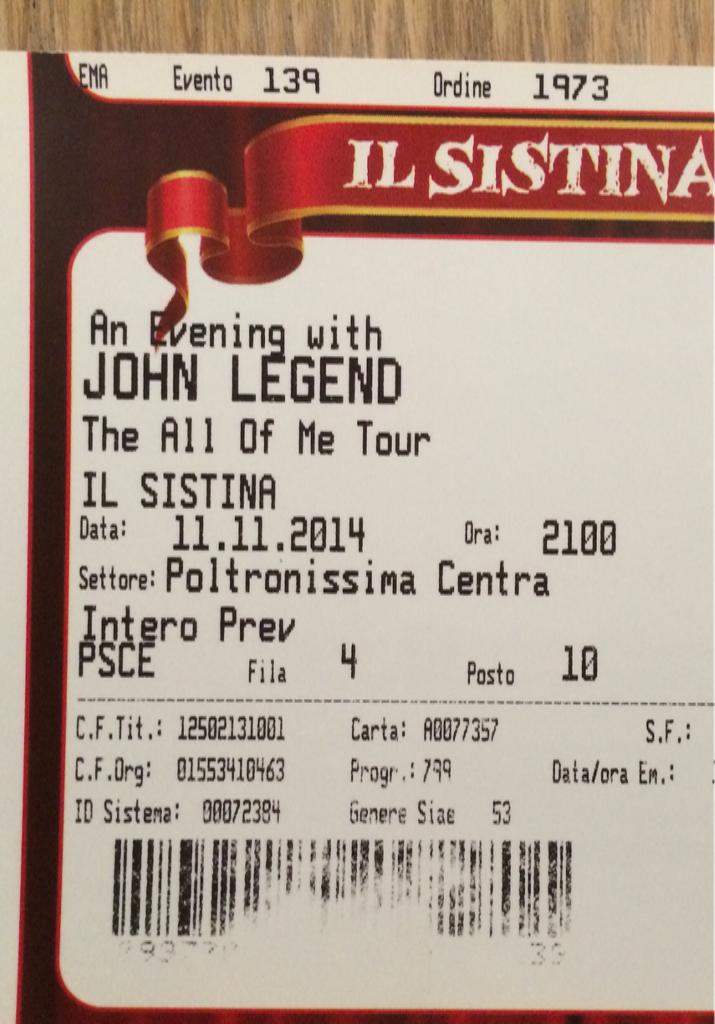 EMA Evento 139 Ordine 1973
IL SISTINA
An Evening with
JOHN LEGEND
The All Of Me Tour
IL SISTINA
Data: 11.11.2014 Ora: 2100
Settore: Poltronissima Centra
Intero Prev
PSCE Fila 4 Posto 10
C.F.Tit.: 12502131001 Carta: A0077357 S.F.:
C.F.Org: 01553410463 Progr.: 799 Data/ora Em.:
ID Sistema: 00072384 Genere Siae 53